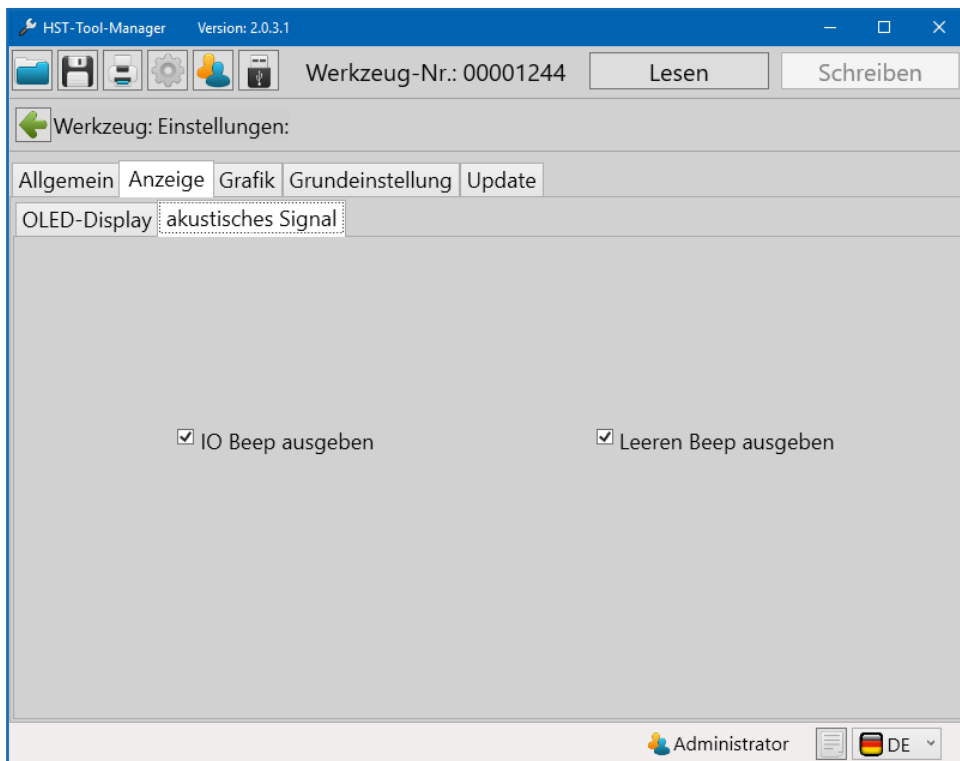 HST-Tool-Manager Version: 2.0.3.1
Werkzeug-Nr.: 00001244 Lesen Schreiben
Werkzeug: Einstellungen:
Allgemein Anzeige Grafik Grundeinstellung Update
OLED-Display akustisches Signal
IO Beep ausgeben Leeren Beep ausgeben
Administrator DE